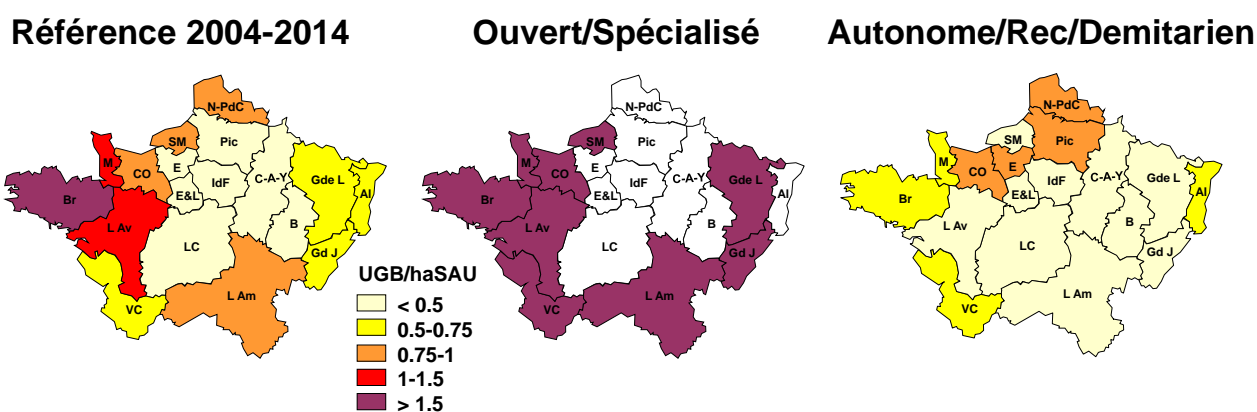 Référence 2004-2014
Ouvert/Spécialisé
Autonome/Rec/Demitarien
N-PdC
SM
Pic
M
CO
E
IdF
C-A-Y
Gde L
Al
E&L
Br
L Av
LC
B
Gd J
VC
L Am
N-PdC
SM
Pic
M
CO
E
IdF
C-A-Y
Gde L
Al
E&L
Br
L Av
LC
B
Gd J
VC
L Am
N-PdC
SM
Pic
M
CO
E
IdF
C-A-Y
Gde L
Al
E&L
Br
L Av
LC
B
Gd J
VC
L Am
UGB/haSAU
< 0.5
0.5-0.75
0.75-1
1-1.5
> 1.5